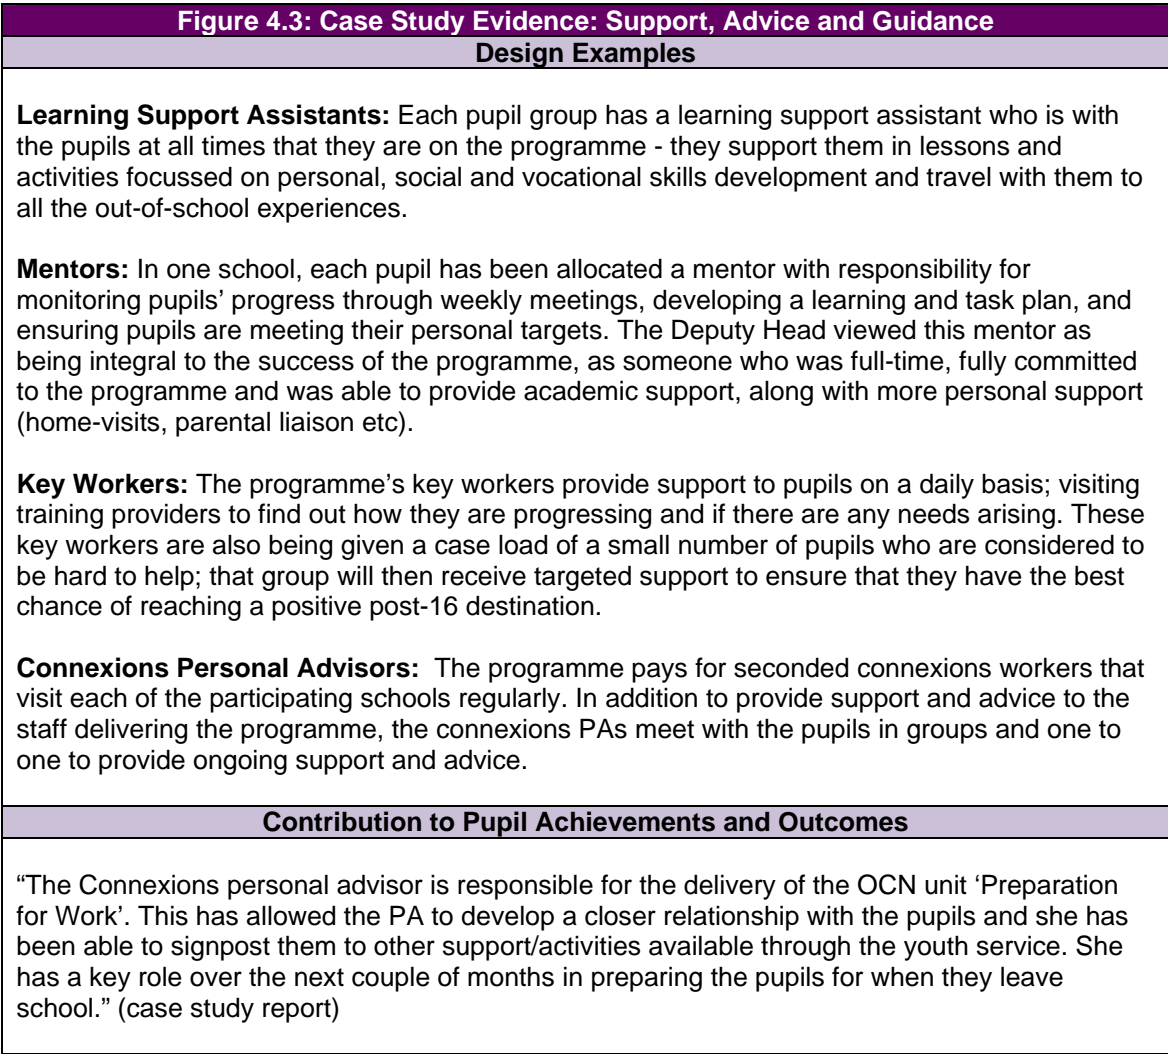 Figure 4.3: Case Study Evidence: Support, Advice and Guidance
Design Examples
Learning Support Assistants: Each pupil group has a learning support assistant who is with
the pupils at all times that they are on the programme - they support them in lessons and
activities focussed on personal, social and vocational skills development and travel with them to
all the out-of-school experiences.
Mentors: In one school, each pupil has been allocated a mentor with responsibility for
monitoring pupils’ progress through weekly meetings, developing a learning and task plan, and
ensuring pupils are meeting their personal targets. The Deputy Head viewed this mentor as
being integral to the success of the programme, as someone who was full-time, fully committed
to the programme and was able to provide academic support, along with more personal support
(home-visits, parental liaison etc).
Key Workers: The programme’s key workers provide support to pupils on a daily basis; visiting
training providers to find out how they are progressing and if there are any needs arising. These
key workers are also being given a case load of a small number of pupils who are considered to
be hard to help; that group will then receive targeted support to ensure that they have the best
chance of reaching a positive post-16 destination.
Connexions Personal Advisors: The programme pays for seconded connexions workers that
visit each of the participating schools regularly. In addition to provide support and advice to the
staff delivering the programme, the connexions PAs meet with the pupils in groups and one to
one to provide ongoing support and advice.
Contribution to Pupil Achievements and Outcomes
“The Connexions personal advisor is responsible for the delivery of the OCN unit ‘Preparation
for Work’. This has allowed the PA to develop a closer relationship with the pupils and she has
been able to signpost them to other support/activities available through the youth service. She
has a key role over the next couple of months in preparing the pupils for when they leave
school.” (case study report)